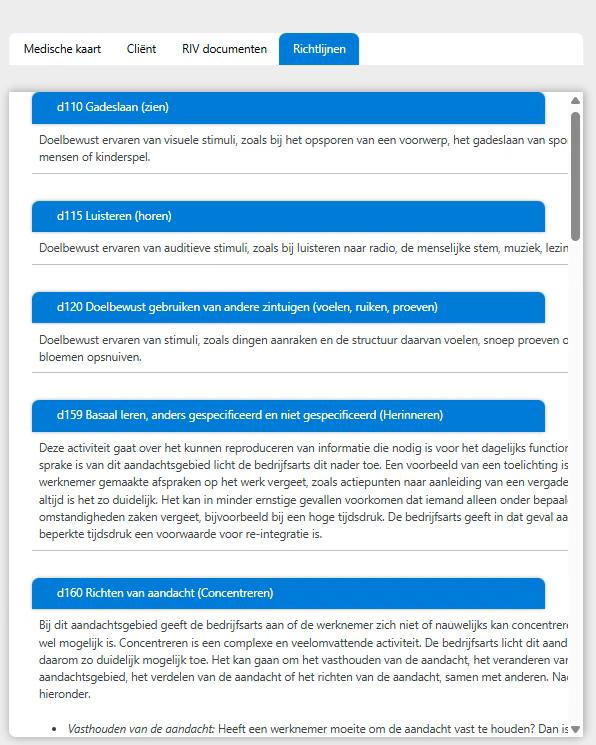 Medische kaart Cliënt RIV documenten Richtlijnen
d110 Gadeslaan (zien)
Doelbewust ervaren van visuele stimuli, zoals bij het opsporen van een voorwerp, het gadeslaan van spo
mensen of kinderspel.
d115 Luisteren (horen)
Doelbewust ervaren van auditieve stimuli, zoals bij luisteren naar radio, de menselijke stem, muziek, lezin
d120 Doelbewust gebruiken van andere zintuigen (voelen, ruiken, proeven)
Doelbewust ervaren van stimuli, zoals dingen aanraken en de structuur daarvan voelen, snoep proeven o
bloemen opsnuiven.
d159 Basaal leren, anders gespecificeerd en niet gespecificeerd (Herinneren)
Deze activiteit gaat over het kunnen reproduceren van informatie die nodig is voor het dagelijks function
sprake is van dit aandachtsgebied licht de bedrijfsarts dit nader toe. Een voorbeeld van een toelichting is
werknemer gemaakte afspraken op het werk vergeet, zoals actiepunten naar aanleiding van een vergade
altijd is het zo duidelijk. Het kan in minder ernstige gevallen voorkomen dat iemand alleen onder bepaal
omstandigheden zaken vergeet, bijvoorbeeld bij een hoge tijdsdruk. De bedrijfsarts geeft in dat geval aa
beperkte tijdsdruk een voorwaarde voor re-integratie is.
d160 Richten van aandacht (Concentreren)
Bij dit aandachtsgebied geeft de bedrijfsarts aan of de werknemer zich niet of nauwelijks kan concentrere
wel mogelijk is. Concentreren is een complexe en veelomvattende activiteit. De bedrijfsarts licht dit aand
daarom zo duidelijk mogelijk toe. Het kan gaan om het vasthouden van de aandacht, het veranderen van
aandachtsgebied, het verdelen van de aandacht of het richten van de aandacht, samen met anderen. Na
hieronder.
• Vasthouden van de aandacht: Heeft een werknemer moeite om de aandacht vast te houden? Dan is